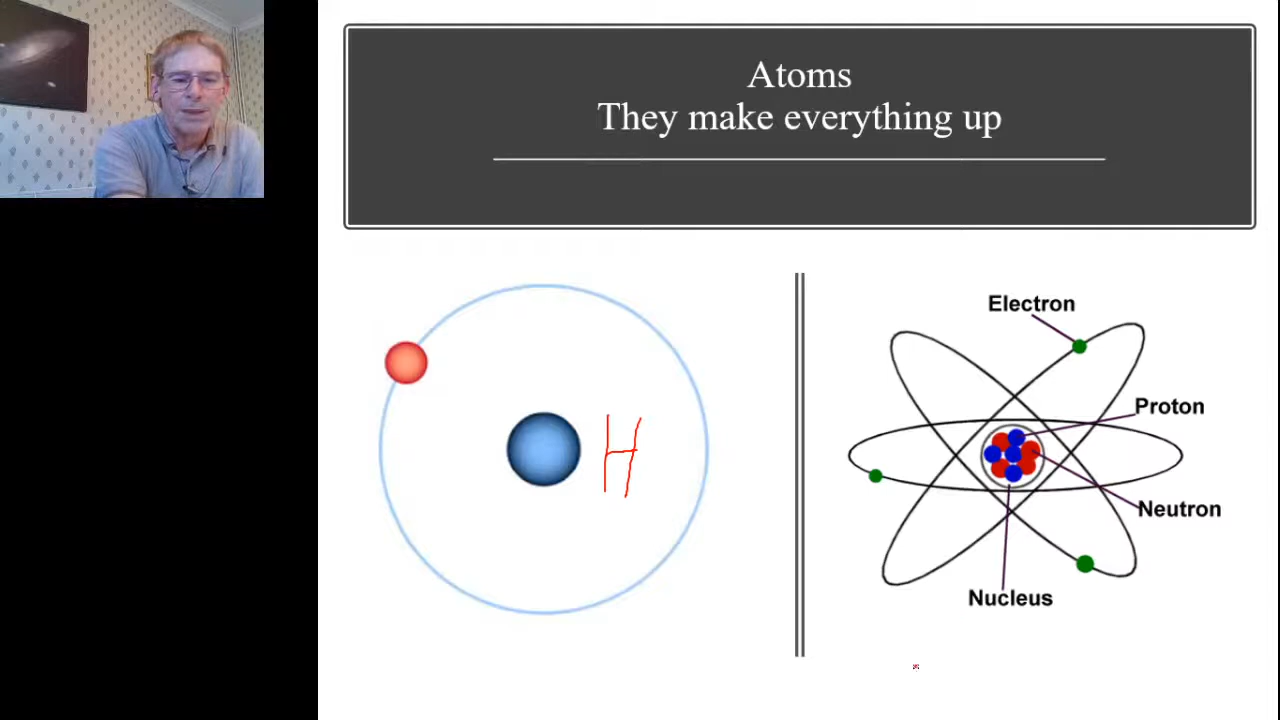 Atoms
They make everything up
H
Electron
Proton
Neutron
Nucleus